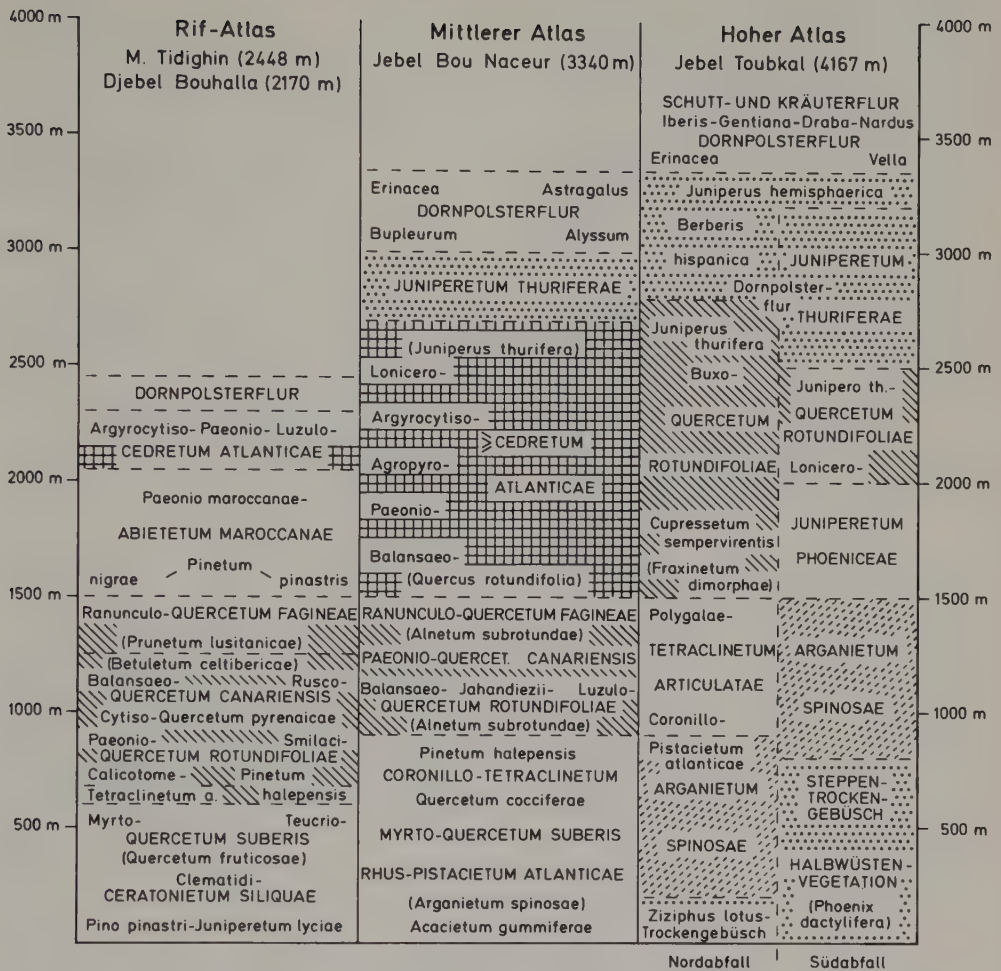 4000 m
3500 m
3000 m
2500 m
2000 m
1500 m
1000 m
500 m
Rif-Atlas
M. Tidighin (2448 m)
Djebel Bouhalla (2170 m)
DORNPOLSTERFLUR
Argyrocytiso- Paeonio- Luzulo-
CEDRETUM ATLANTICAE
Paeonio maroccanae-
ABIETETUM MAROCCANAE
Pinetum
nigrae pinastris
Ranunculo-QUERCETUM FAGINEAE
(Prunetum lusitanicae)
(Betuletum celtibericae)
Balansaeo- Rusco-
QUERCETUM CANARIENSIS
Cytiso-Quercetum pyrenaicae
Paeonio- Smilaci-
QUERCETUM ROTUNDIFOLIAE
Calicotome- Pinetum
Tetraclinetum a. halepensis
Myrto- Teucrio-
QUERCETUM SUBERIS
(Quercetum fruticosae)
Clematidi-
CERATONIETUM SILIQUAE
Pino pinastri-Juniperetum lyciae
Mittlerer Atlas
Jebel Bou Naceur (3340 m)
Erinacea Astragalus
DORNPOLSTERFLUR
Bupleurum Alyssum
JUNIPERETUM THURIFERAE
(Juniperus thurifera)
Lonicero-
Argyrocytiso-
⩾ CEDRETUM
Agropyro-
ATLANTICAE
Paeonio-
Balansaeo-
(Quercus rotundifolia)
RANUNCULO-QUERCETUM FAGINEAE
(Alnetum subrotundae)
PAEONIO-QUERCET. CANARIENSIS
Balansaeo- Jahandiezii- Luzulo-
QUERCETUM ROTUNDIFOLIAE
(Alnetum subrotundae)
Pinetum halepensis
CORONILLO-TETRACLINETUM
Quercetum cocciferae
MYRTO-QUERCETUM SUBERIS
RHUS-PISTACIETUM ATLANTICAE
(Arganietum spinosae)
Acacietum gummiferae
Hoher Atlas
Jebel Toubkal (4167 m)
SCHUTT- UND KRÄUTERFLUR
Iberis-Gentiana-Draba-Nardus
DORNPOLSTERFLUR
Erinacea Vella
Juniperus hemisphaerica
Berberis
hispanica
Dornpolster-
flur
Juniperus
thurifera
Buxo-
QUERCETUM
ROTUNDIFOLIAE
Cupressetum
sempervirentis
(Fraxinetum
dimorphae)
Polygalae-
TETRACLINETUM
ARTICULATAE
Coronillo-
Pistacietum
atlanticae
ARGANIETUM
SPINOSAE
Ziziphus lotus-
Trockengebüsch
Nordabfall
JUNIPERETUM
THURIFERAE
Junipero th.-
QUERCETUM
ROTUNDIFOLIAE
Lonicero-
JUNIPERETUM
PHOENICEAE
ARGANIETUM
SPINOSAE
STEPPEN-
TROCKEN-
GEBÜSCH
HALBWÜSTEN-
VEGETATION
(Phoenix
dactylifera)
Südabfall
4000 m
3500 m
3000 m
2500 m
2000 m
1500 m
1000 m
500 m